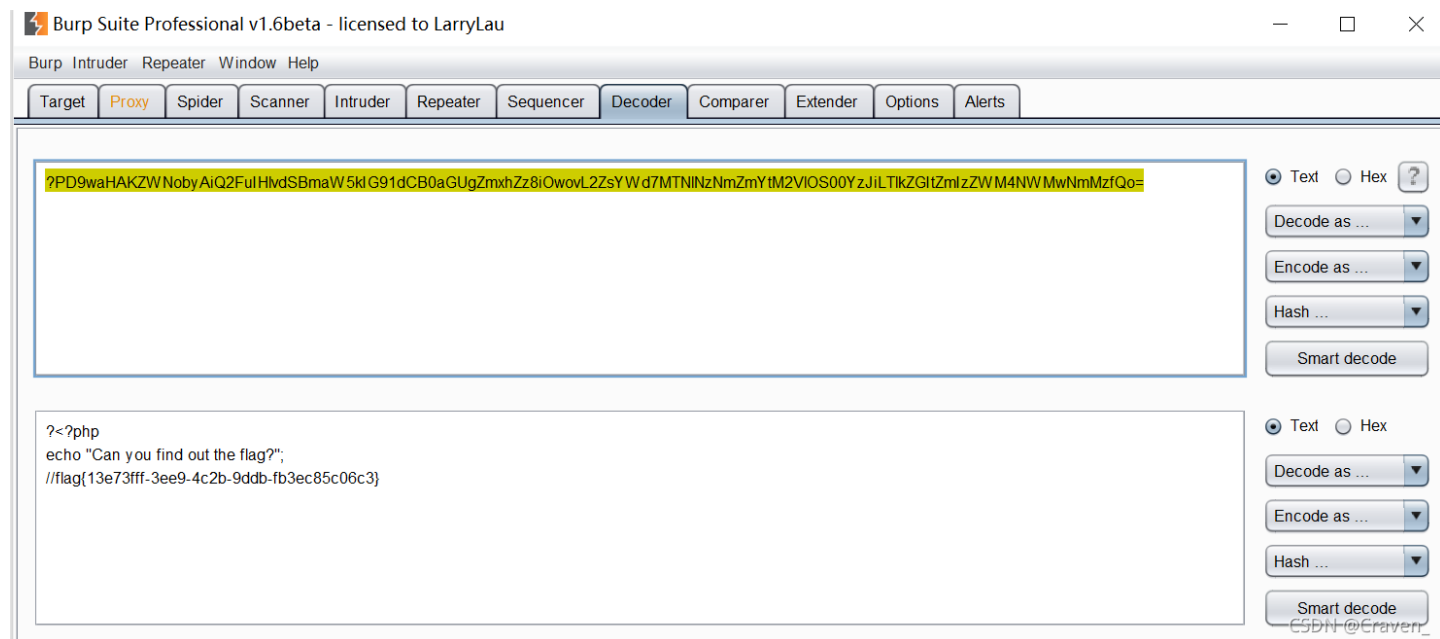 Burp Suite Professional v1.6beta - licensed to LarryLau
Burp Intruder Repeater Window Help
Target Proxy Spider Scanner Intruder Repeater Sequencer Decoder Comparer Extender Options Alerts
?PD9waHAKZWNobyAiQ2FuIHlvdSBmaW5kIG91dCB0aGUgZmxhZz8iOwovL2ZsYWd7MTNlNzNmZmYtM2VlOS00YzJiLTlkZGItZmIzZWM4NWMwNmMzfQo=
Text Hex ?
Decode as ...
Encode as ...
Hash ...
Smart decode
?<?php
echo "Can you find out the flag?";
//flag{13e73fff-3ee9-4c2b-9ddb-fb3ec85c06c3}
Text Hex
Decode as ...
Encode as ...
Hash ...
Smart decode
CSDN @Craven_